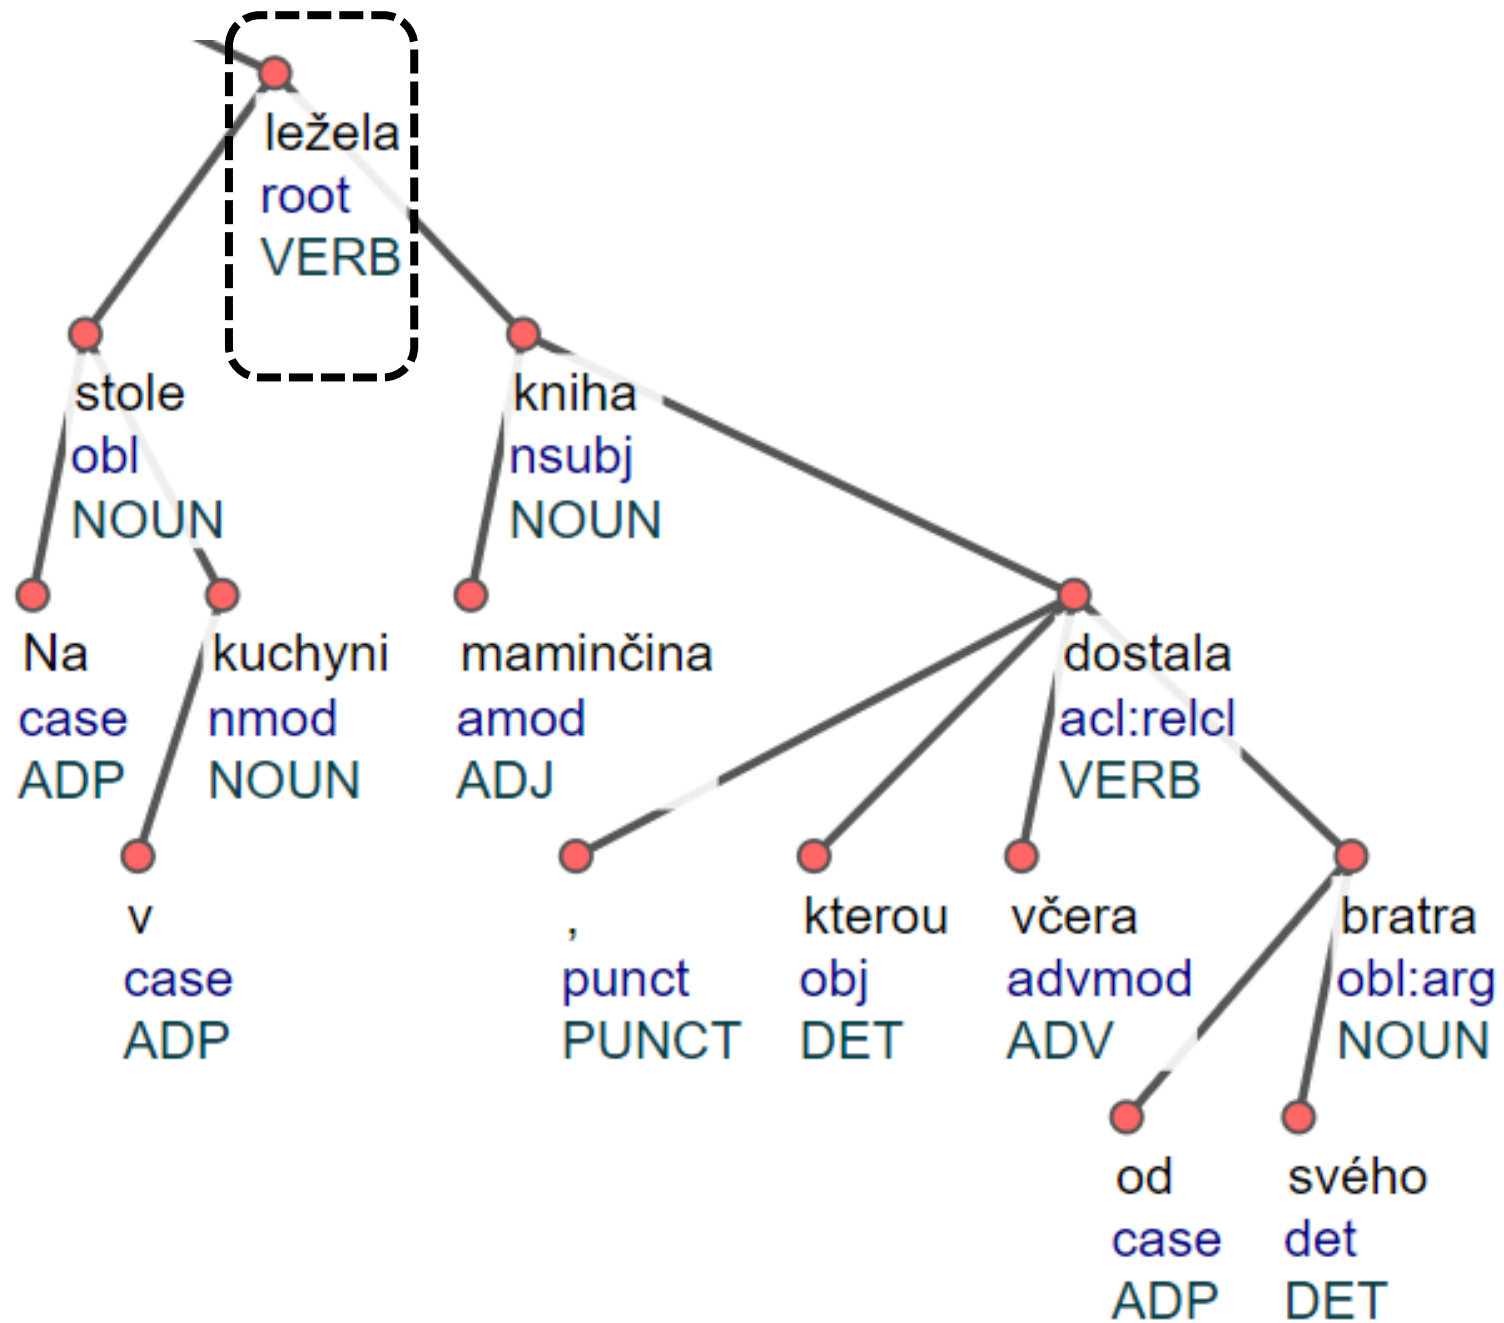 ležela
root
VERB
stole
obl
NOUN
kniha
nsubj
NOUN
Na
case
ADP
kuchyni
nmod
NOUN
maminčina
amod
ADJ
dostala
acl:relcl
VERB
v
case
ADP
,
punct
PUNCT
kterou
obj
DET
včera
advmod
ADV
bratra
obl:arg
NOUN
od
case
ADP
svého
det
DET